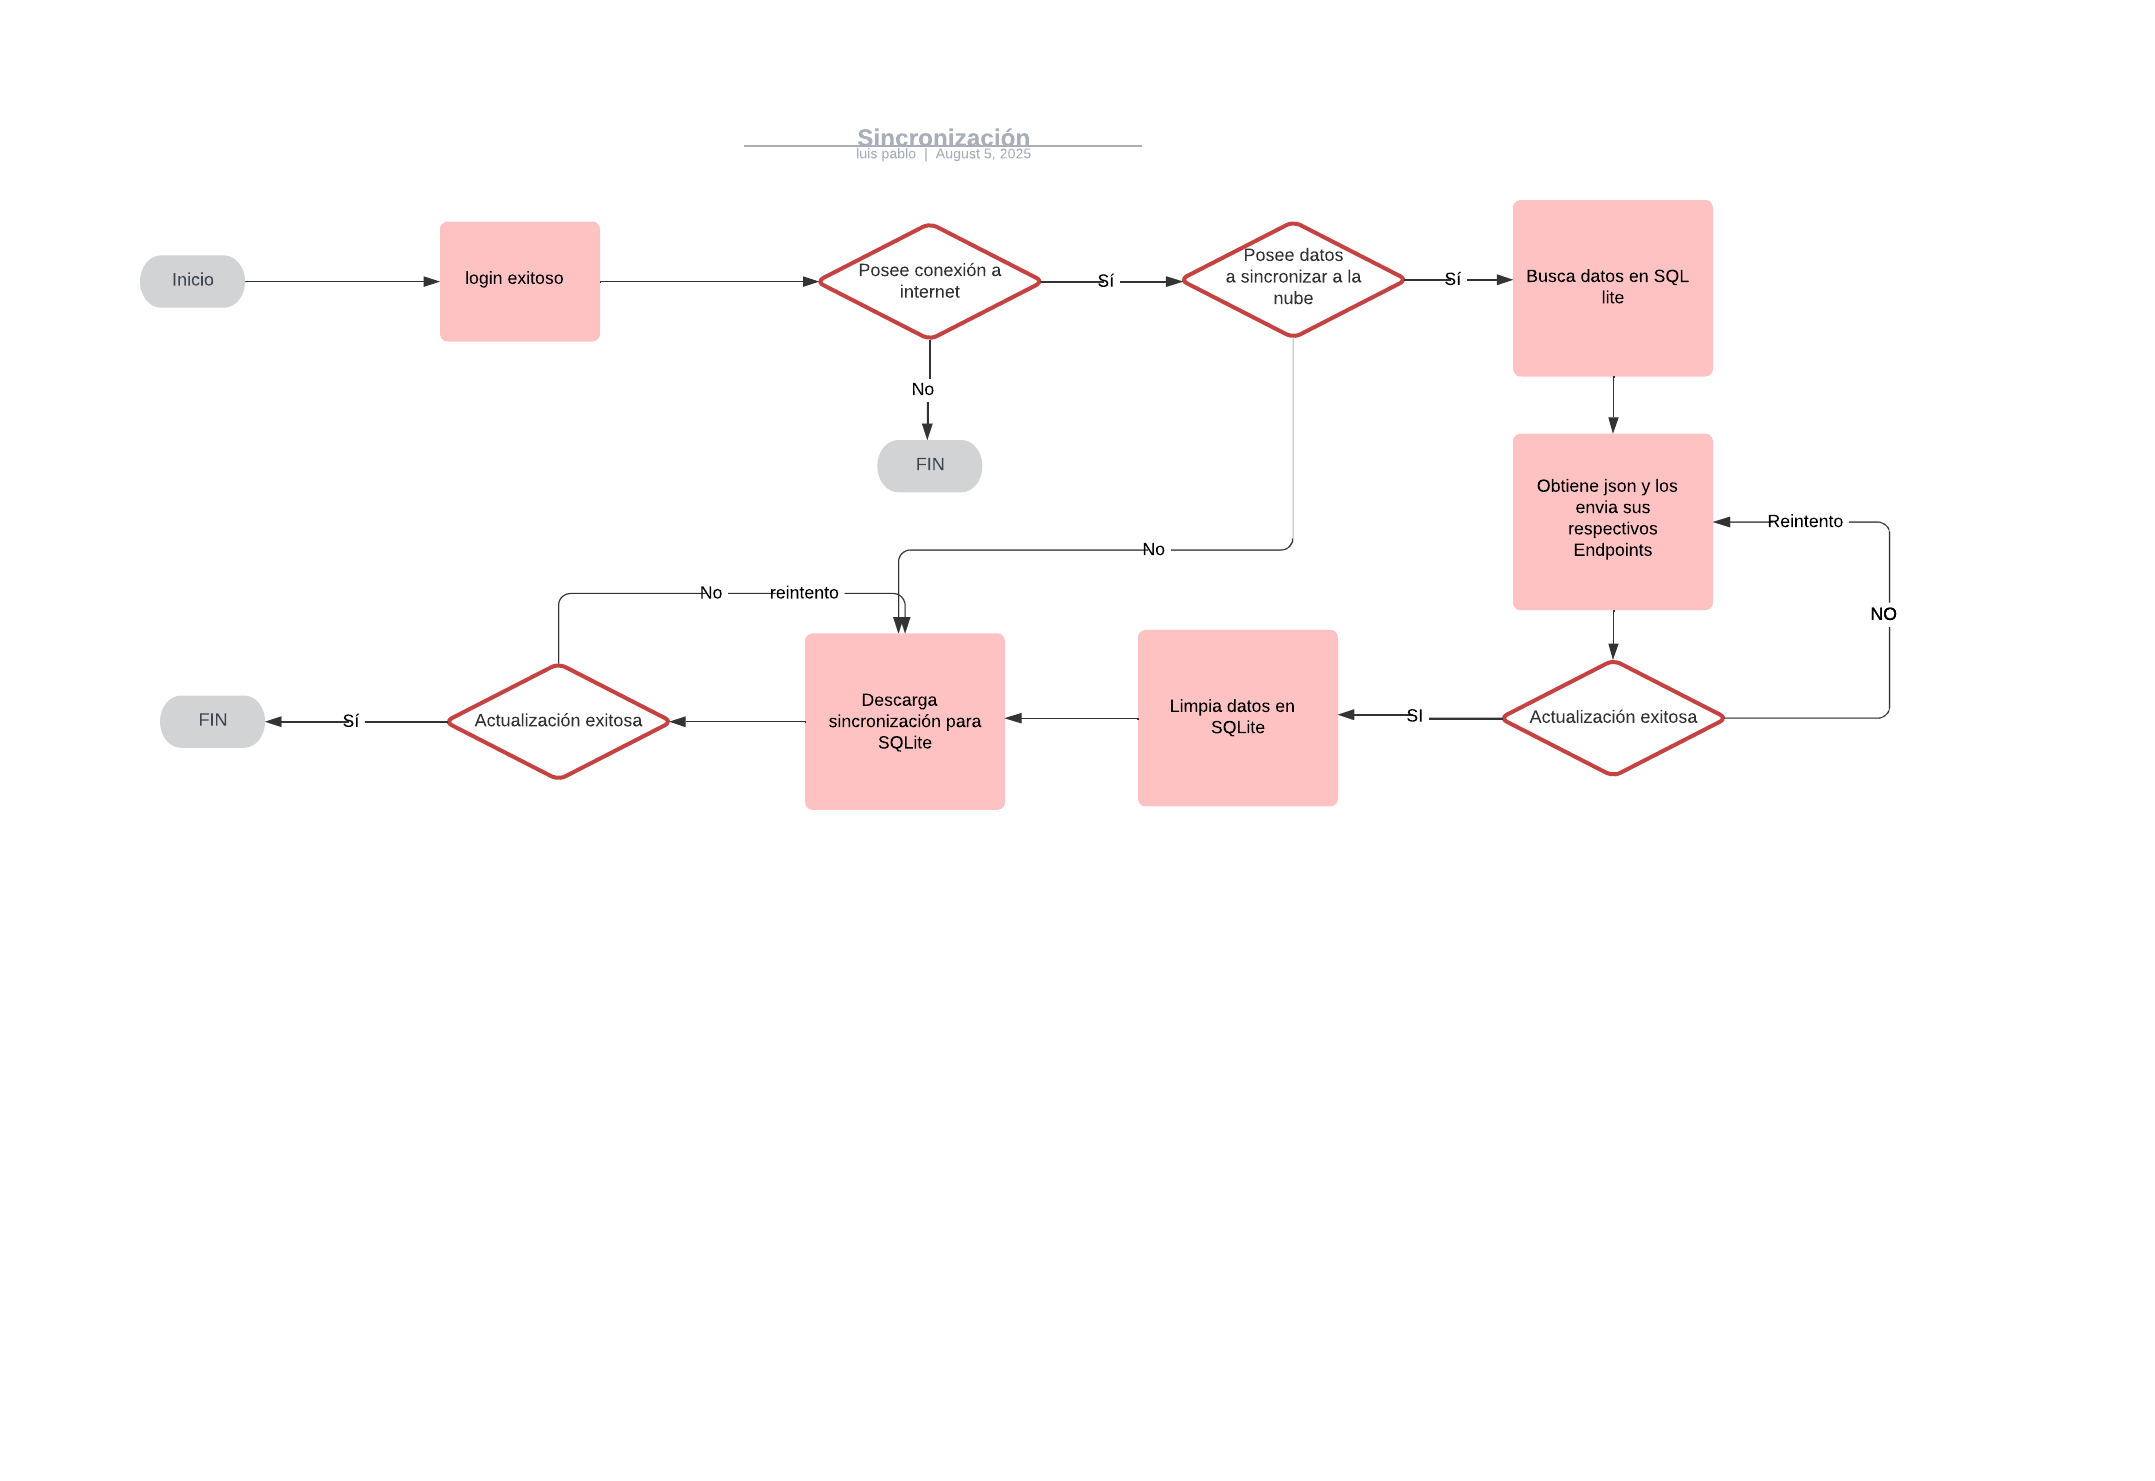 Sincronización
luis pablo | August 5, 2025
Inicio
login exitoso
Posee conexión a
internet
Sí
Posee datos
a sincronizar a la
nube
Sí
Busca datos en SQL
lite
No
FIN
Obtiene json y los
envia sus
respectivos
Endpoints
Reintento
NO
No
No
reintento
FIN
Sí
Actualización exitosa
Descarga
sincronización para
SQLite
Limpia datos en
SQLite
SI
Actualización exitosa